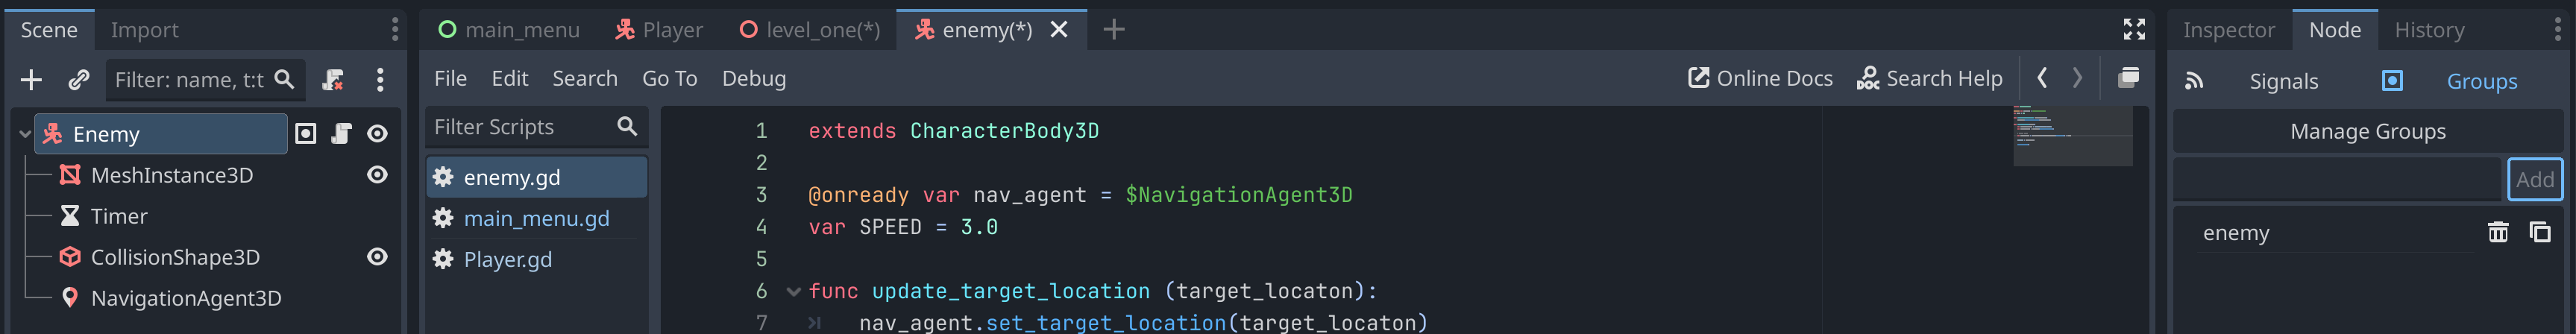 Scene Import
main_menu Player level_one(*) enemy(*)
Inspector Node History
Filter: name, t:t
File Edit Search Go To Debug
Online Docs Search Help
Signals Groups
Enemy
MeshInstance3D
Timer
CollisionShape3D
NavigationAgent3D
Filter Scripts
enemy.gd
main_menu.gd
Player.gd
1 extends CharacterBody3D
2
3 @onready var nav_agent = $NavigationAgent3D
4 var SPEED = 3.0
5
6 func update_target_location (target_locaton):
7 nav_agent.set_target_location(target_locaton)
Manage Groups
Add
enemy